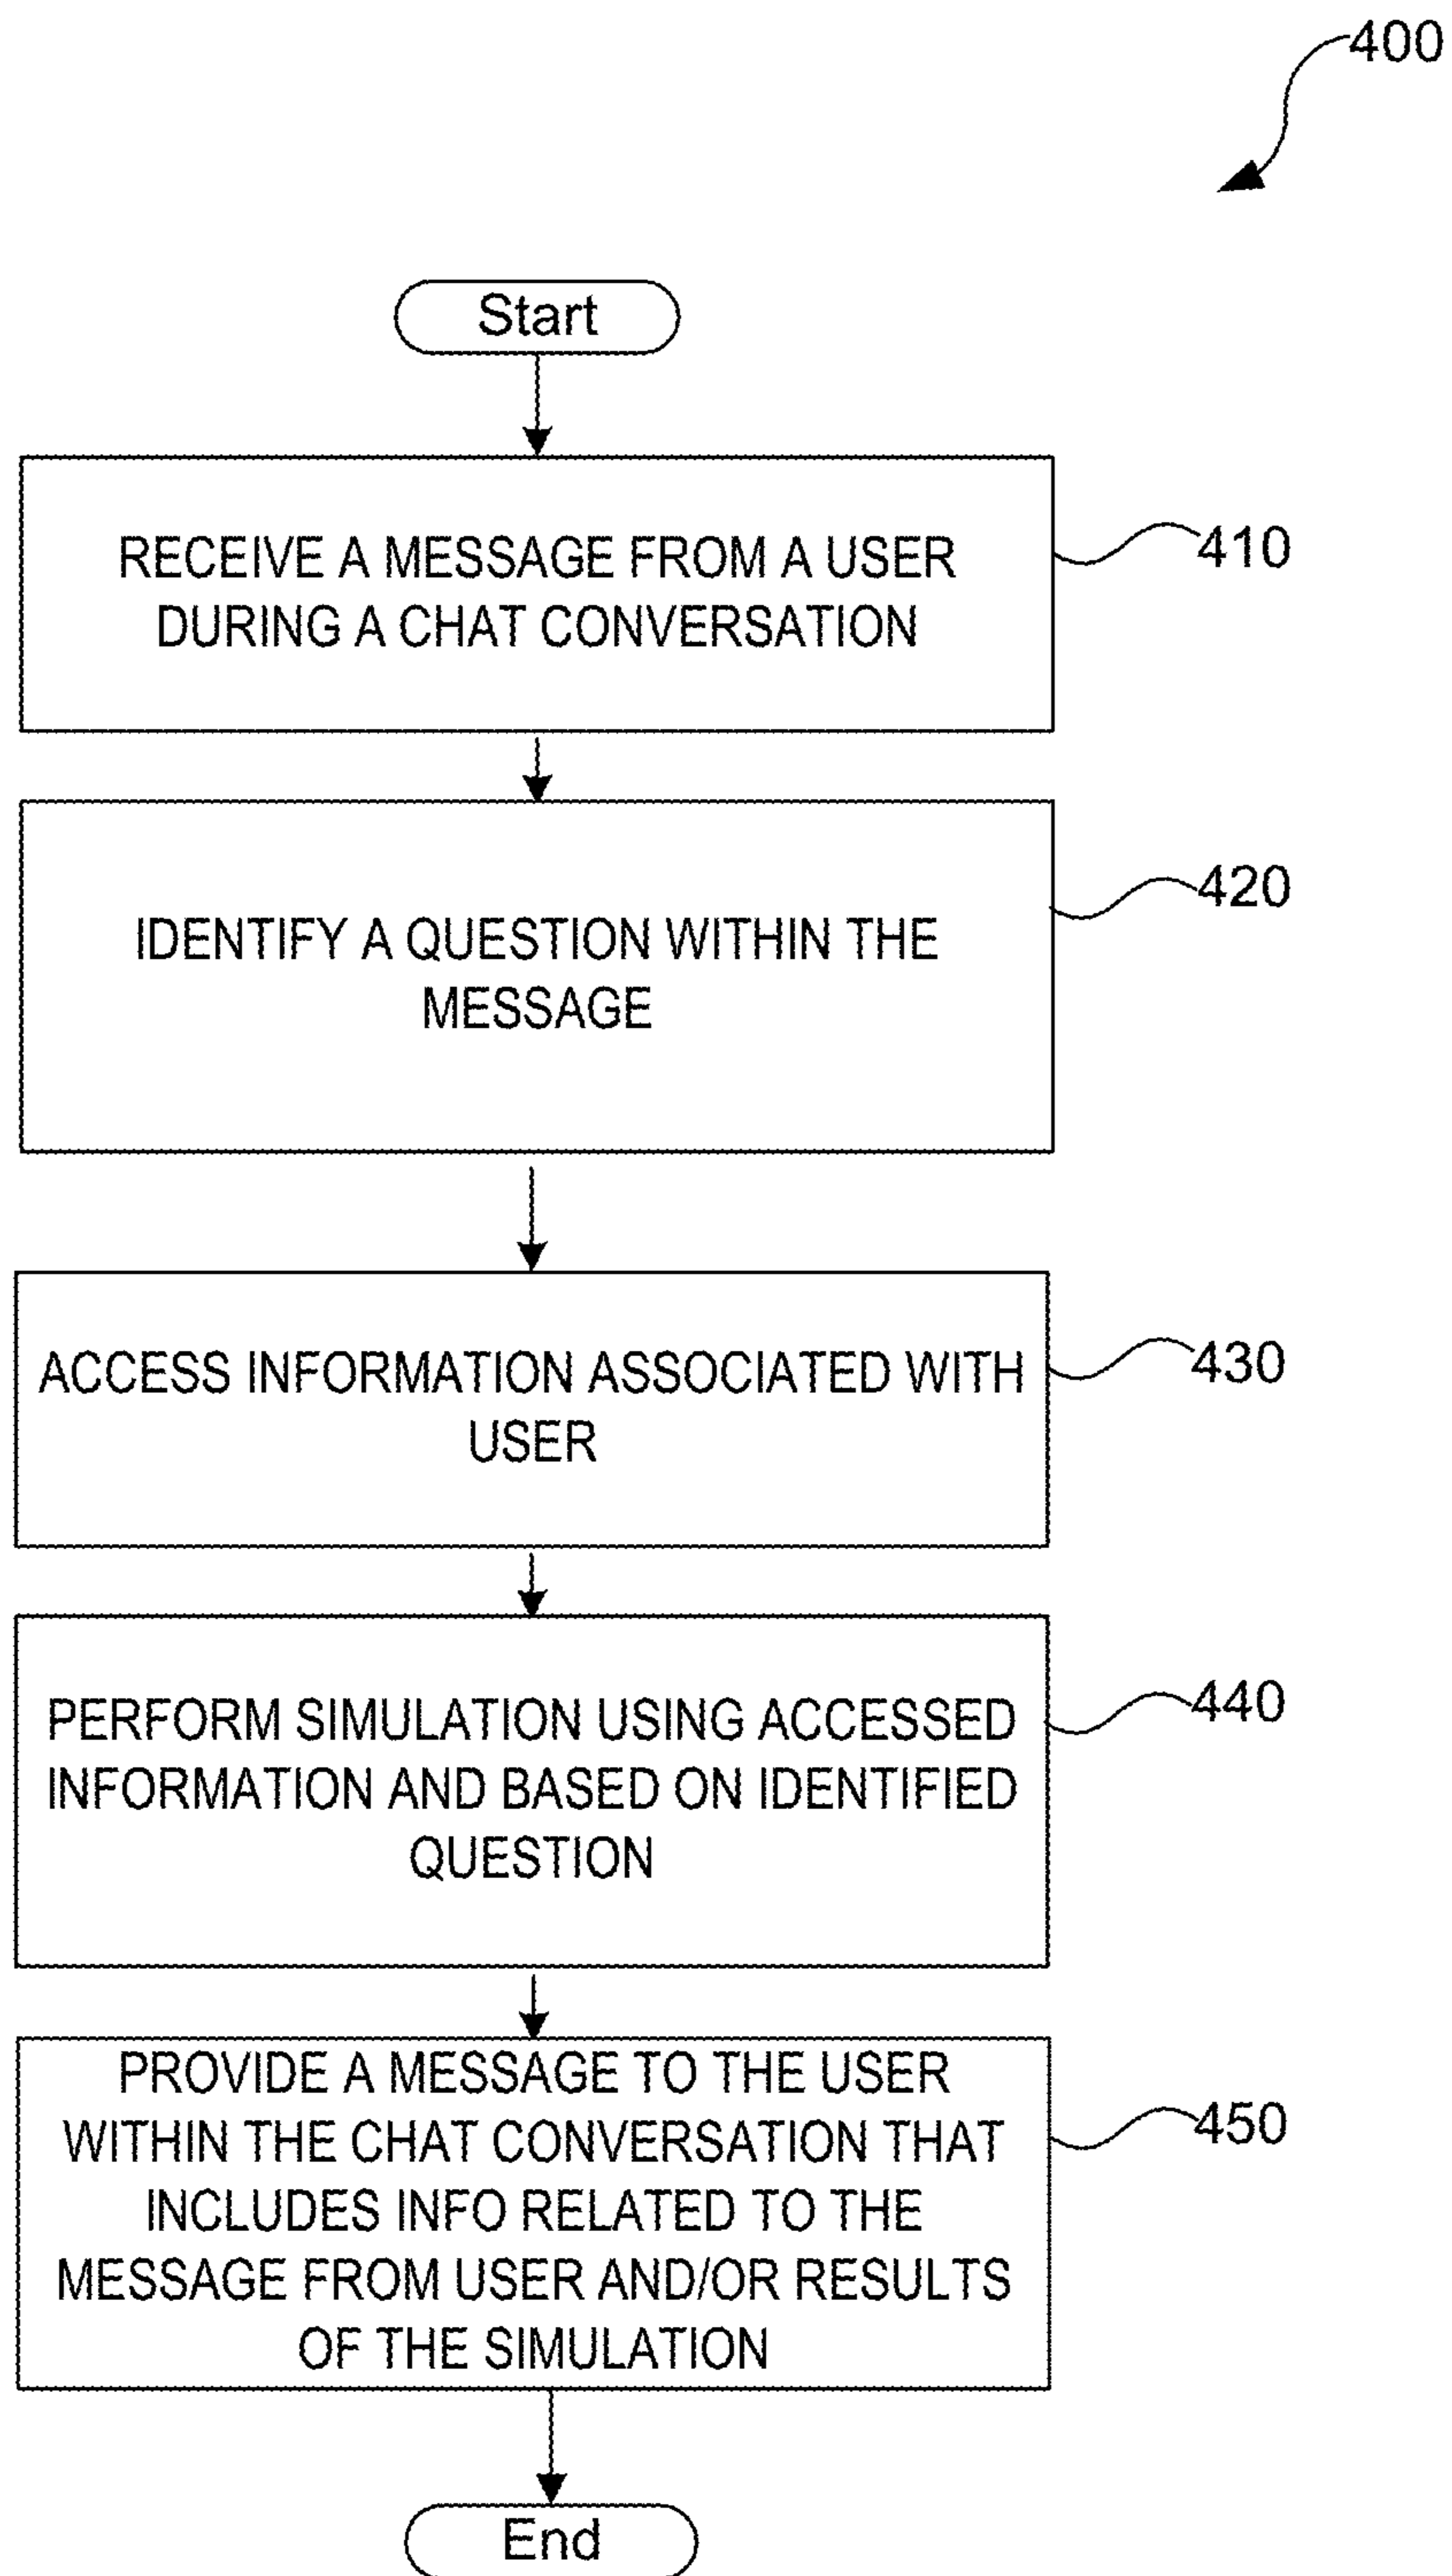 400
Start
RECEIVE A MESSAGE FROM A USER
DURING A CHAT CONVERSATION
410
IDENTIFY A QUESTION WITHIN THE
MESSAGE
420
ACCESS INFORMATION ASSOCIATED WITH
USER
430
PERFORM SIMULATION USING ACCESSED
INFORMATION AND BASED ON IDENTIFIED
QUESTION
440
PROVIDE A MESSAGE TO THE USER
WITHIN THE CHAT CONVERSATION THAT
INCLUDES INFO RELATED TO THE
MESSAGE FROM USER AND/OR RESULTS
OF THE SIMULATION
450
End